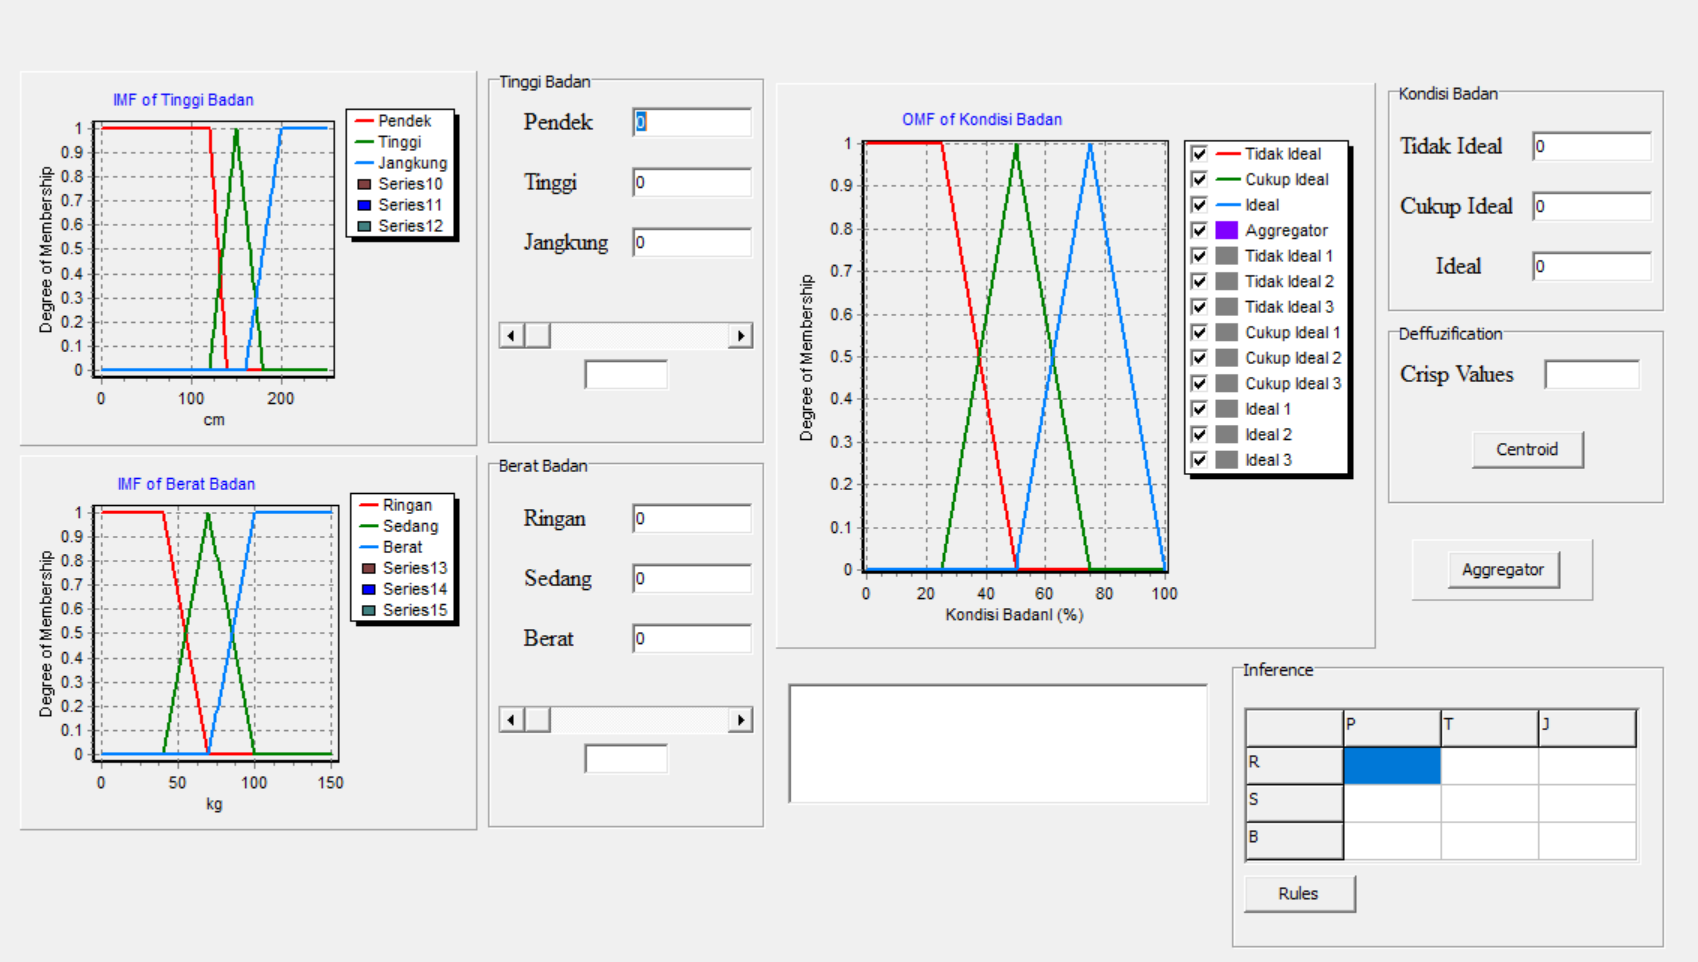 IMF of Tinggi Badan
Degree of Membership
1
0.9
0.8
0.7
0.6
0.5
0.4
0.3
0.2
0.1
0
0 100 200
cm
Pendek
Tinggi
Jangkung
Series10
Series11
Series12
Tinggi Badan
Pendek 0
Tinggi 0
Jangkung 0
IMF of Berat Badan
Degree of Membership
1
0.9
0.8
0.7
0.6
0.5
0.4
0.3
0.2
0.1
0
0 50 100 150
kg
Ringan
Sedang
Berat
Series13
Series14
Series15
Berat Badan
Ringan 0
Sedang 0
Berat 0
OMF of Kondisi Badan
Degree of Membership
1
0.9
0.8
0.7
0.6
0.5
0.4
0.3
0.2
0.1
0
0 20 40 60 80 100
Kondisi Badanl (%)
Tidak Ideal
Cukup Ideal
Ideal
Aggregator
Tidak Ideal 1
Tidak Ideal 2
Tidak Ideal 3
Cukup Ideal 1
Cukup Ideal 2
Cukup Ideal 3
Ideal 1
Ideal 2
Ideal 3
Kondisi Badan
Tidak Ideal 0
Cukup Ideal 0
Ideal 0
Deffuzification
Crisp Values
Centroid
Aggregator
Inference
P T J
R
S
B
Rules